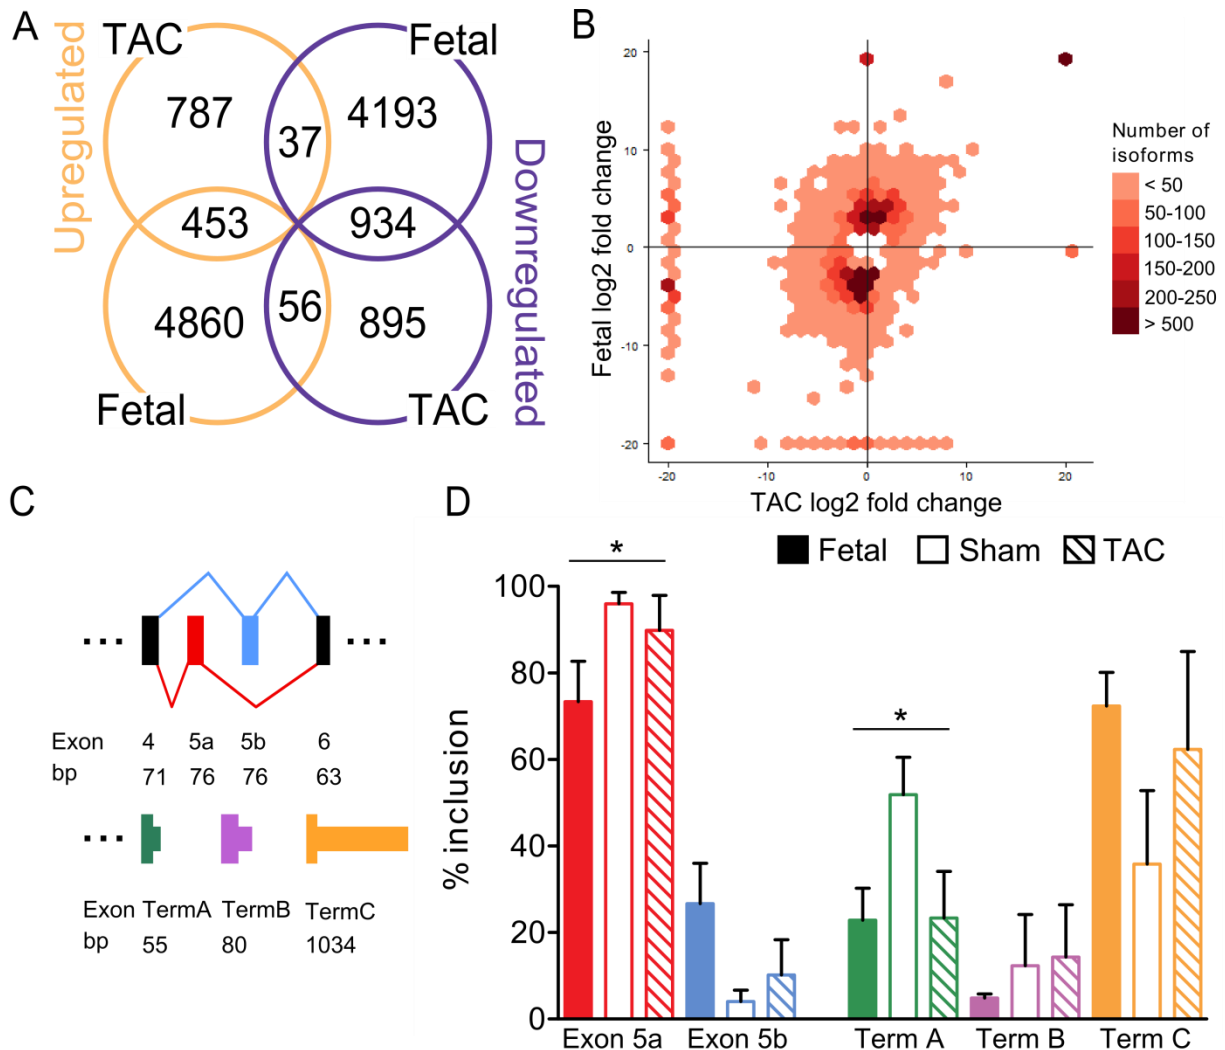 A
Upregulated
TAC
Fetal
787
37
4193
453
934
4860
56
895
Fetal
TAC
Downregulated
B
Fetal log2 fold change
20
10
0
-10
-20
-20
-10
0
10
20
TAC log2 fold change
Number of
isoforms
< 50
50-100
100-150
150-200
200-250
> 500
C
... ...
Exon 4 5a 5b 6
bp 71 76 76 63
...
Exon TermA TermB TermC
bp 55 80 1034
D
Fetal Sham TAC
% inclusion
100
80
60
40
20
0
*
*
Exon 5a Exon 5b Term A Term B Term C